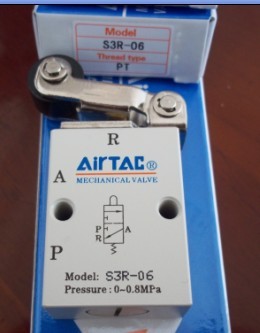 Model
S3R-06
Thread type
PT
R
AirTAC®
A
MECHANICAL VALVE
P
R
A
P
Model: S3R-06
Pressure: 0~0.8MPa